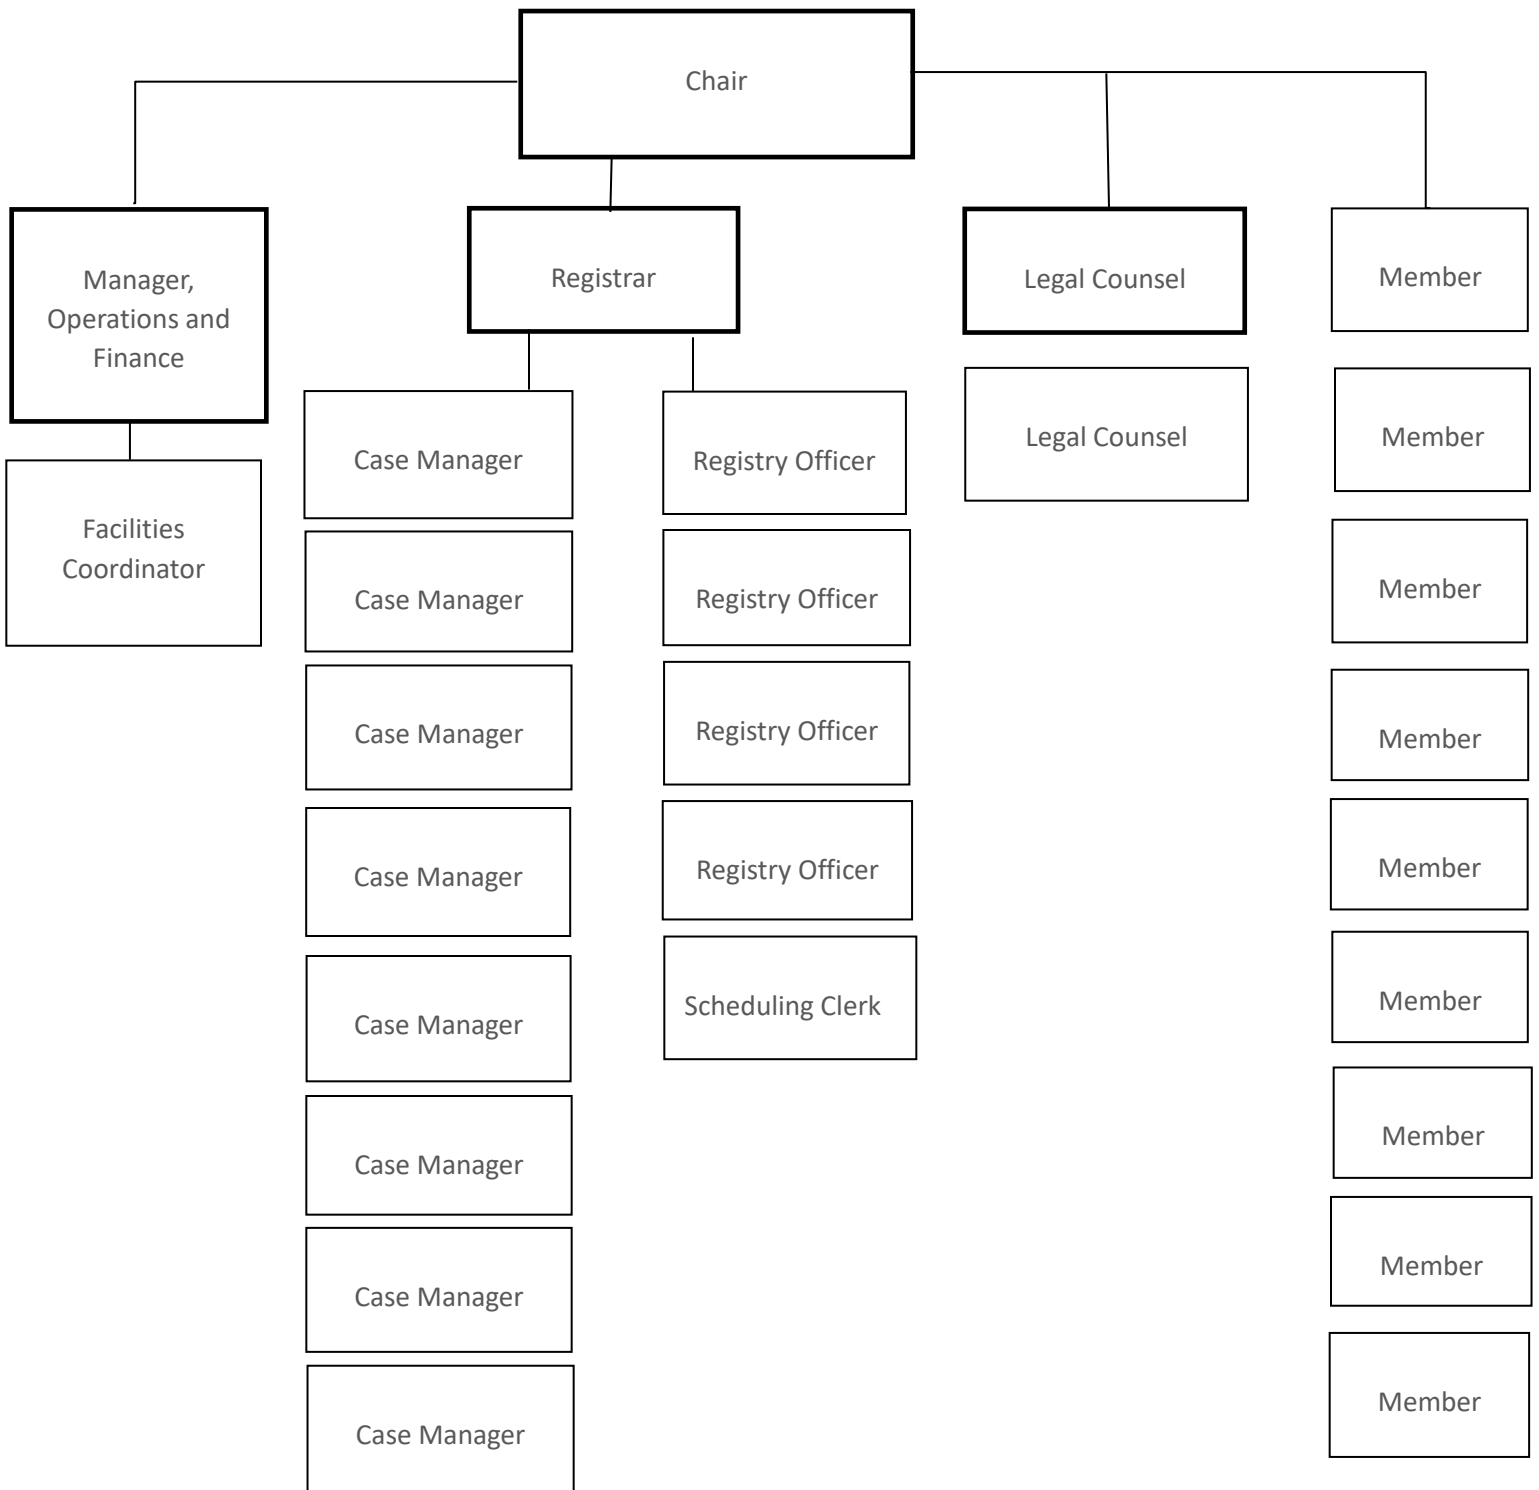 Chair
Manager,
Operations and
Finance
Registrar
Legal Counsel
Member
Facilities
Coordinator
Case Manager
Case Manager
Case Manager
Case Manager
Case Manager
Case Manager
Case Manager
Case Manager
Registry Officer
Registry Officer
Registry Officer
Registry Officer
Scheduling Clerk
Legal Counsel
Member
Member
Member
Member
Member
Member
Member
Member